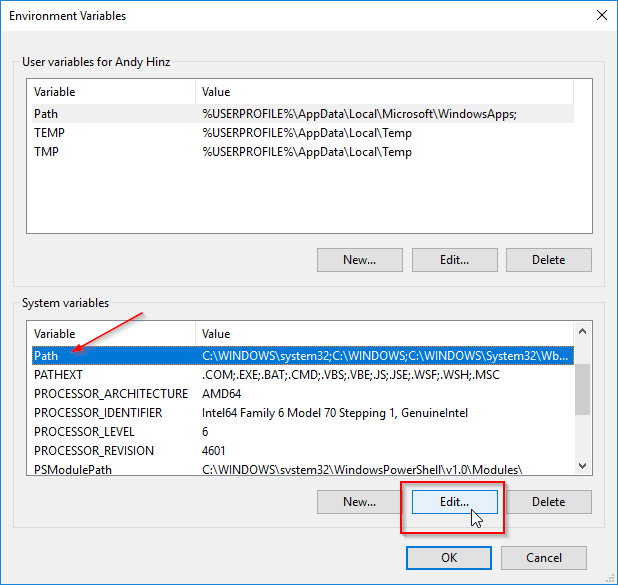 Environment Variables
User variables for Andy Hinz
Variable Value
Path %USERPROFILE%\AppData\Local\Microsoft\WindowsApps;
TEMP %USERPROFILE%\AppData\Local\Temp
TMP %USERPROFILE%\AppData\Local\Temp
New... Edit... Delete
System variables
Variable Value
Path C:\WINDOWS\system32;C:\WINDOWS;C:\WINDOWS\System32\Wb...
PATHEXT .COM;.EXE;.BAT;.CMD;.VBS;.VBE;.JS;.JSE;.WSF;.WSH;.MSC
PROCESSOR_ARCHITECTURE AMD64
PROCESSOR_IDENTIFIER Intel64 Family 6 Model 70 Stepping 1, GenuineIntel
PROCESSOR_LEVEL 6
PROCESSOR_REVISION 4601
PSModulePath C:\WINDOWS\system32\WindowsPowerShell\v1.0\Modules\
New... Edit... Delete
OK Cancel